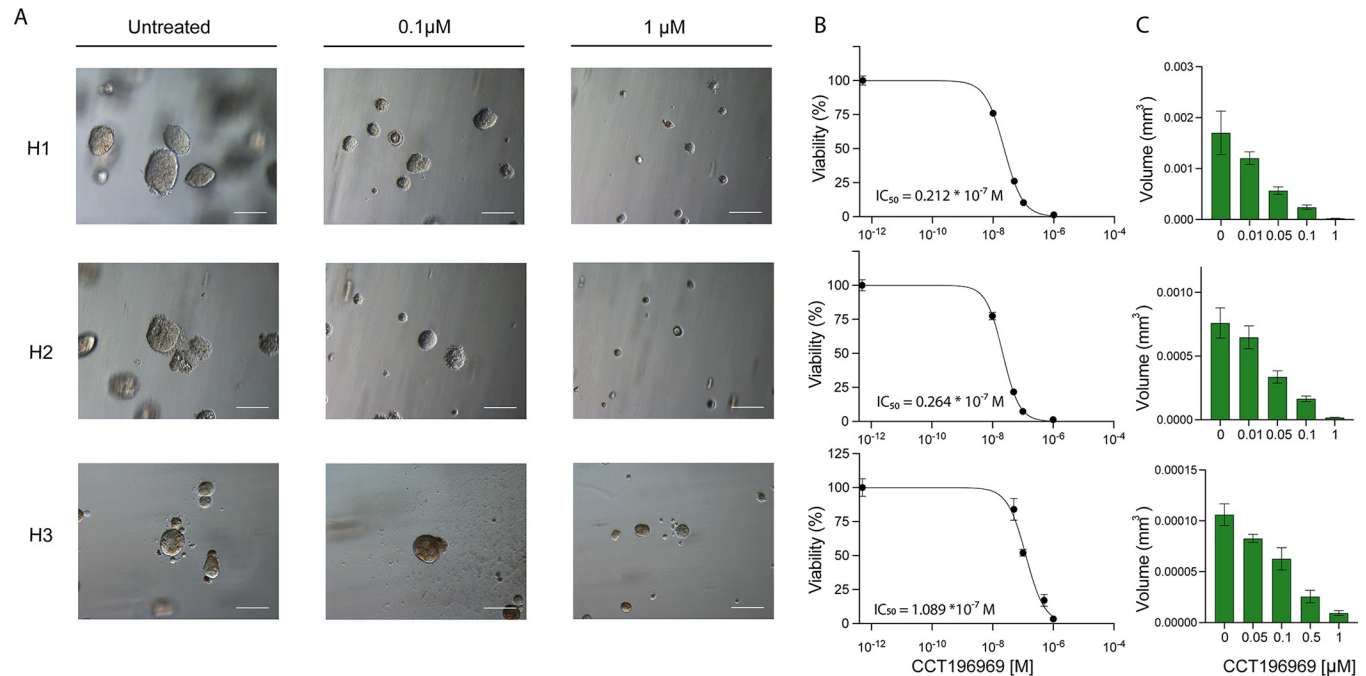 A
Untreated
0.1µM
1 µM
H1
H2
H3
B
Viability (%)
100
75
50
25
0
IC50 = 0.212 * 10-7 M
10-12
10-10
10-8
10-6
10-4
Viability (%)
100
75
50
25
0
IC50 = 0.264 * 10-7 M
10-12
10-10
10-8
10-6
10-4
Viability (%)
125
100
75
50
25
0
IC50 = 1.089 *10-7 M
10-12
10-10
10-8
10-6
10-4
CCT196969 [M]
C
Volume (mm3)
0.003
0.002
0.001
0.000
0 0.01 0.05 0.1 1
Volume (mm3)
0.0010
0.0005
0.0000
0 0.01 0.05 0.1 1
Volume (mm3)
0.00015
0.00010
0.00005
0.00000
0 0.05 0.1 0.5 1
CCT196969 [µM]